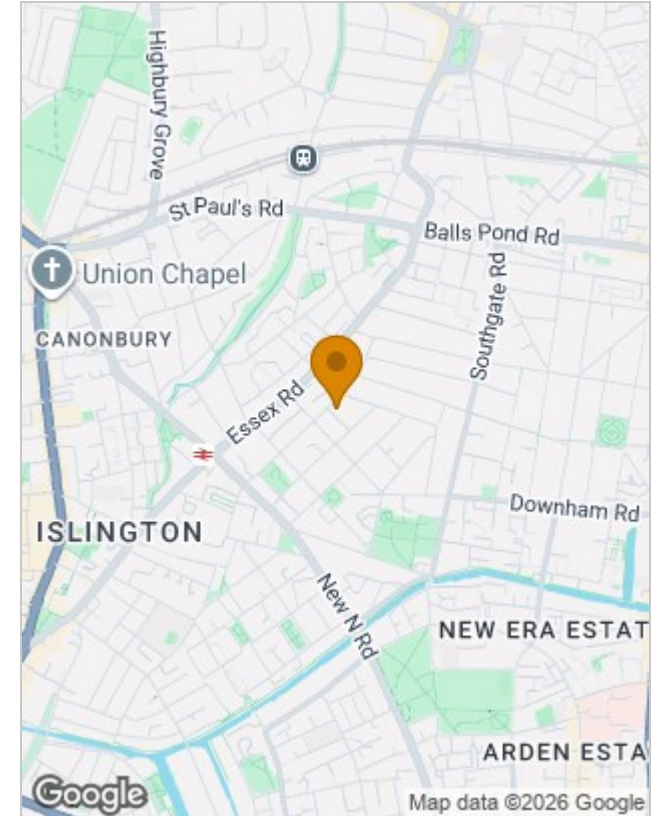 Highbury Grove
St Paul's Rd
Balls Pond Rd
Union Chapel
Southgate Rd
CANONBURY
Essex Rd
Downham Rd
ISLINGTON
New N Rd
NEW ERA ESTAT
ARDEN ESTA
Google
Map data ©2026 Google